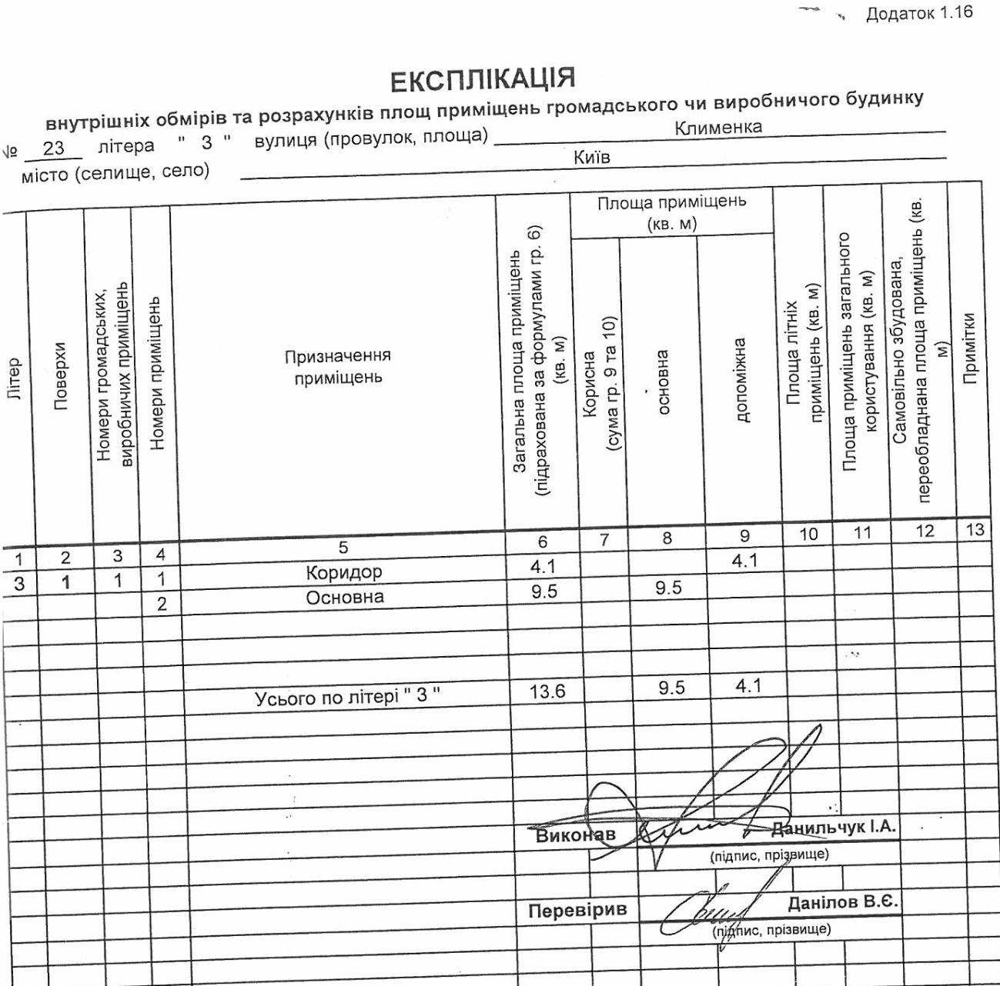 Додаток 1.16
ЕКСПЛІКАЦІЯ
внутрішніх обмірів та розрахунків площ приміщень громадського чи виробничого будинку
№ 23 літера " З " вулиця (провулок, площа) Клименка
місто (селище, село) Київ
Літер
Поверхи
Номери громадських,
виробничих приміщень
Номери приміщень
Призначення
приміщень
Загальна площа приміщень
(підрахована за формулами гр. 6)
(кв. м)
Площа приміщень
(кв. м)
Корисна
(сума гр. 9 та 10)
основна
допоміжна
Площа літніх
приміщень (кв. м)
Площа приміщень загального
користування (кв. м)
Самовільно збудована,
переобладнана площа приміщень (кв.
м)
Примітки
1 2 3 4 5 6 7 8 9 10 11 12 13
З 1 1 1 Коридор 4.1 4.1
2 Основна 9.5 9.5
Усього по літері " З " 13.6 9.5 4.1
Виконав Данильчук І.А.
(підпис, прізвище)
Перевірив Данілов В.Є.
(підпис, прізвище)